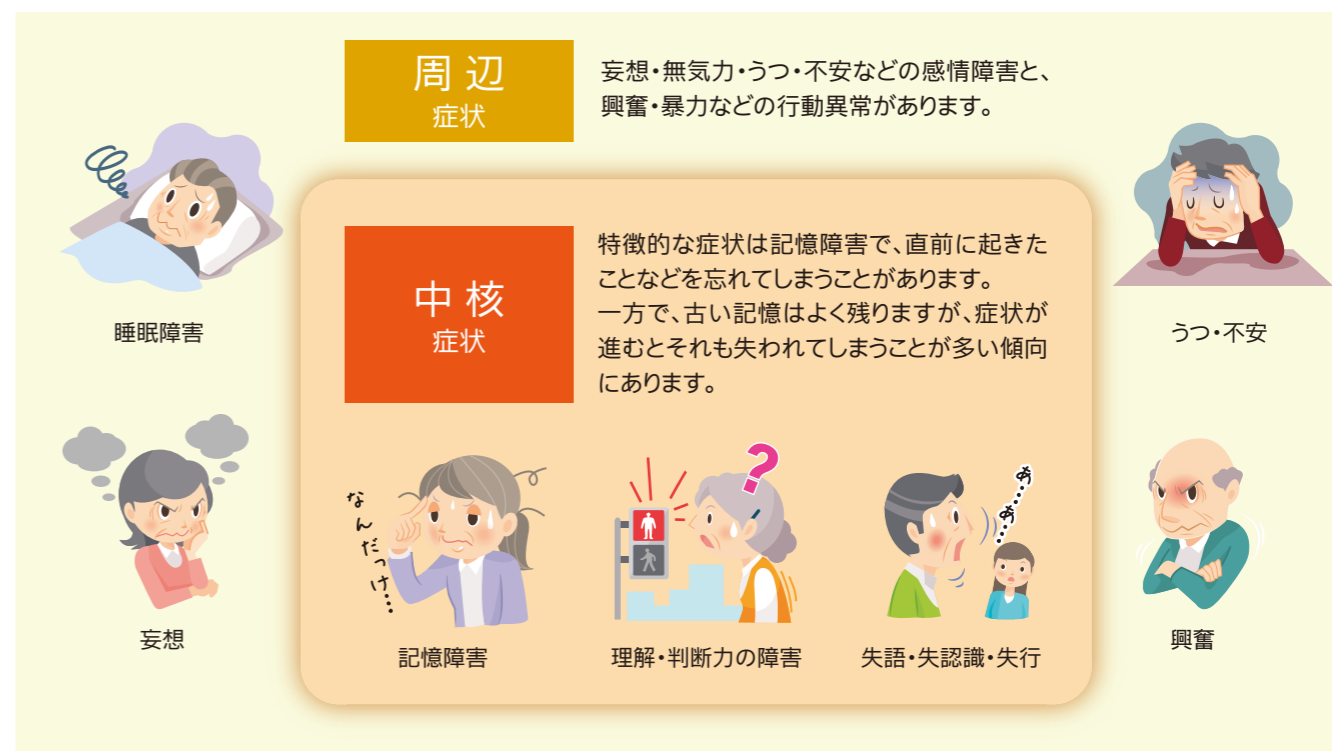 周辺
症状
妄想・無気力・うつ・不安などの感情障害と、
興奮・暴力などの行動異常があります。
中核
症状
特徴的な症状は記憶障害で、直前に起きた
ことなどを忘れてしまうことがあります。
一方で、古い記憶はよく残りますが、症状が
進むとそれも失われてしまうことが多い傾向
にあります。
睡眠障害
うつ・不安
妄想
興奮
なんだっけ…
?
あ…あ…
記憶障害
理解・判断力の障害
失語・失認識・失行